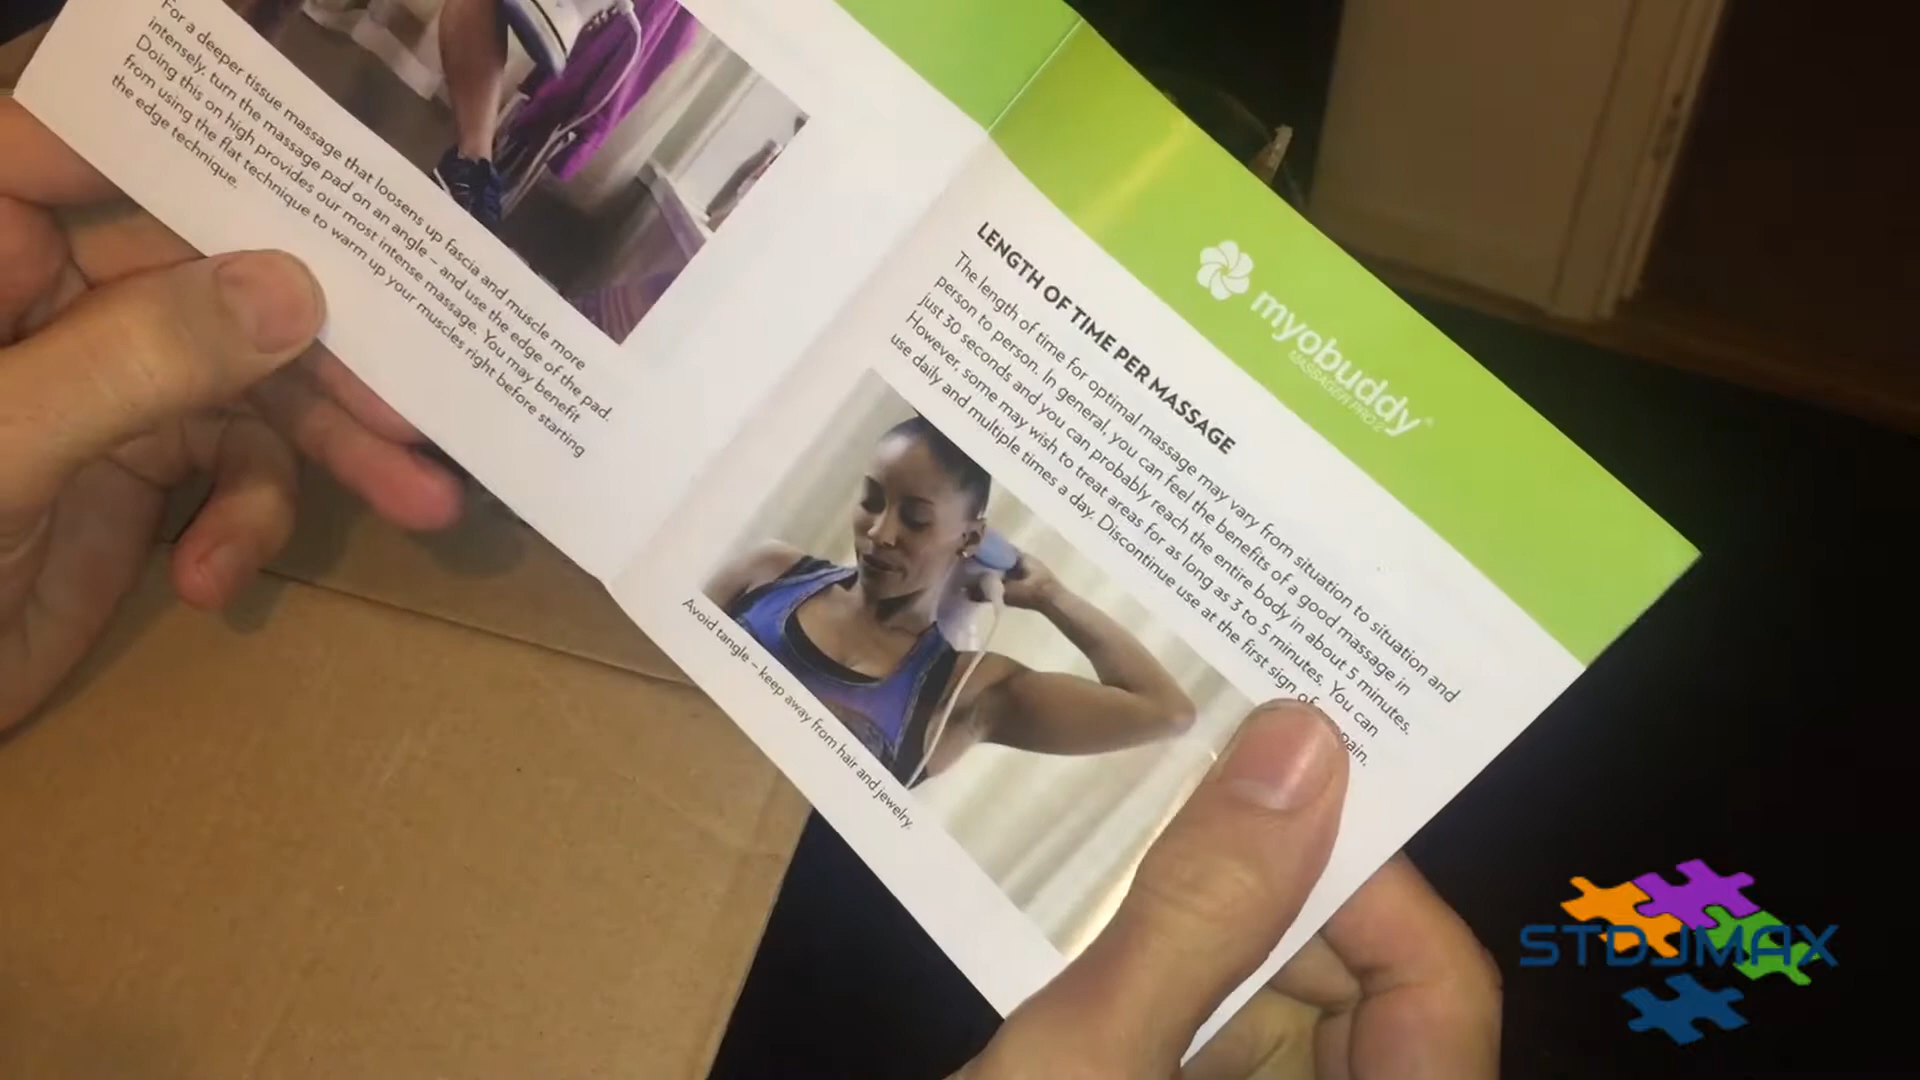 For a deeper tissue massage that loosens up fascia and muscle more
intensely, turn the massage pad on an angle – and use the edge of the pad.
Doing this on high provides our most intense massage. You may benefit
from using the flat technique to warm up your muscles right before starting
the edge technique.
myobuddy®
MASSAGER PRO 2
LENGTH OF TIME PER MASSAGE
The length of time for optimal massage may vary from situation to situation and
person to person. In general, you can feel the benefits of a good massage in
just 30 seconds and you can probably reach the entire body in about 5 minutes.
However, some may wish to treat areas for as long as 3 to 5 minutes. You can
use daily and multiple times a day. Discontinue use at the first sign of pain.
Avoid tangle – keep away from hair and jewelry.
STDJMAX